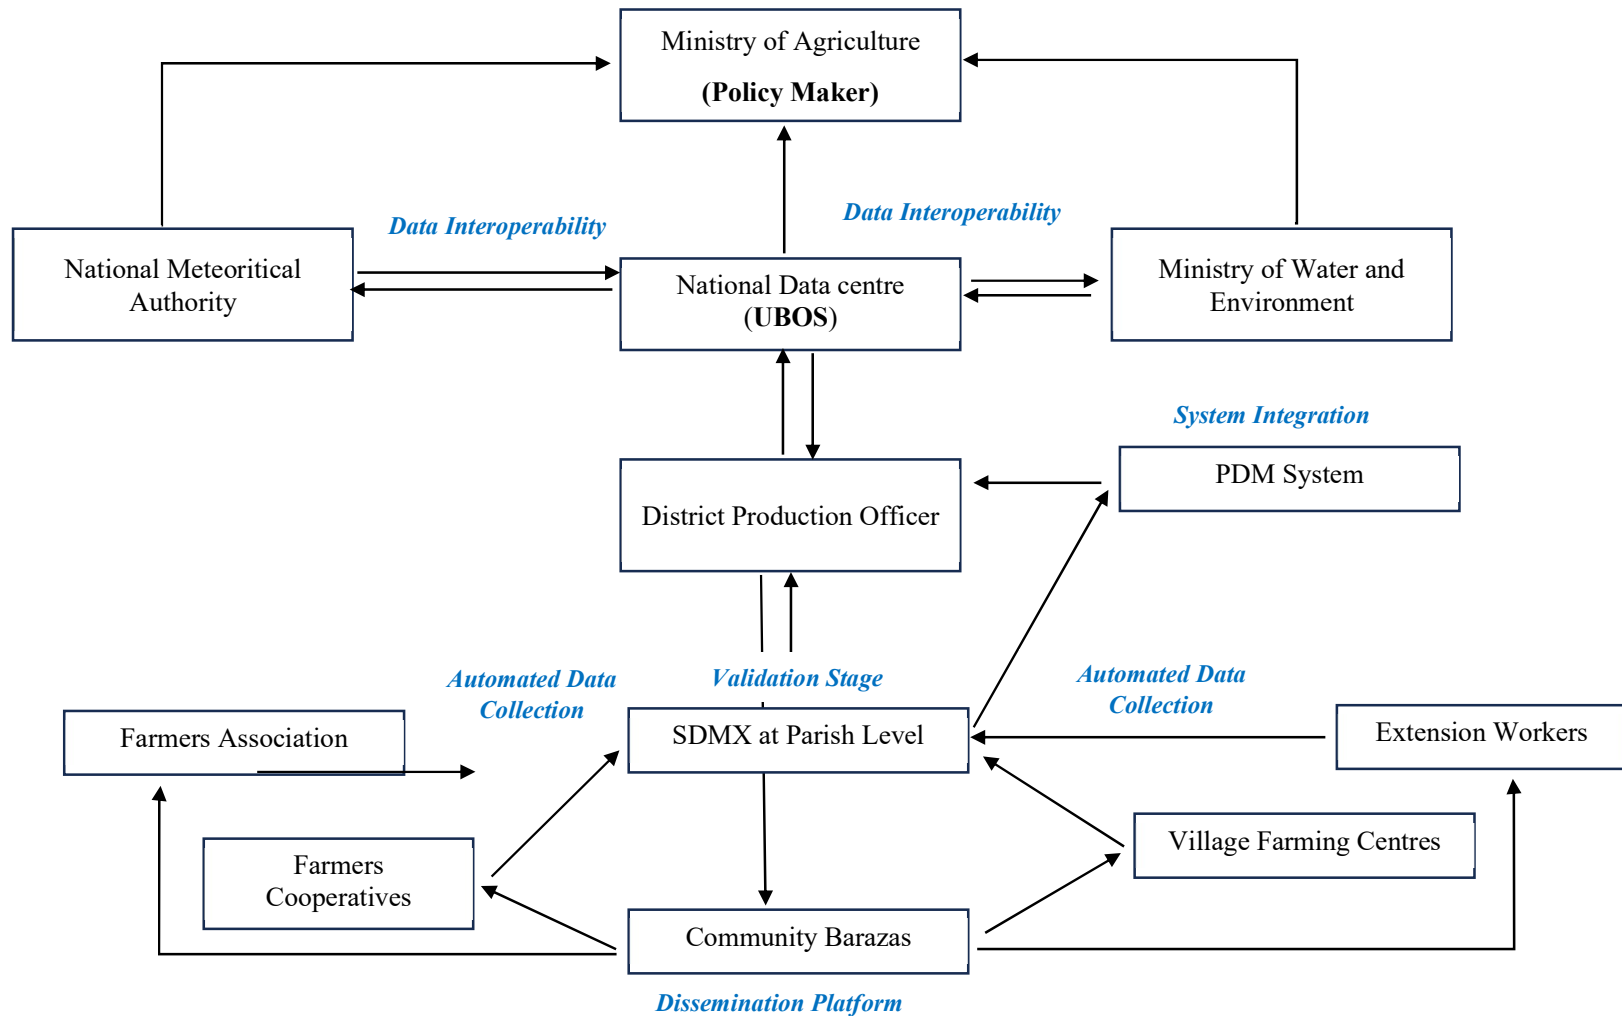 Ministry of Agriculture
(Policy Maker)
Data Interoperability
Data Interoperability
National Meteoritical
Authority
National Data centre
(UBOS)
Ministry of Water and
Environment
System Integration
PDM System
District Production Officer
Automated Data
Collection
Validation Stage
Automated Data
Collection
Farmers Association
SDMX at Parish Level
Extension Workers
Farmers
Cooperatives
Village Farming Centres
Community Barazas
Dissemination Platform